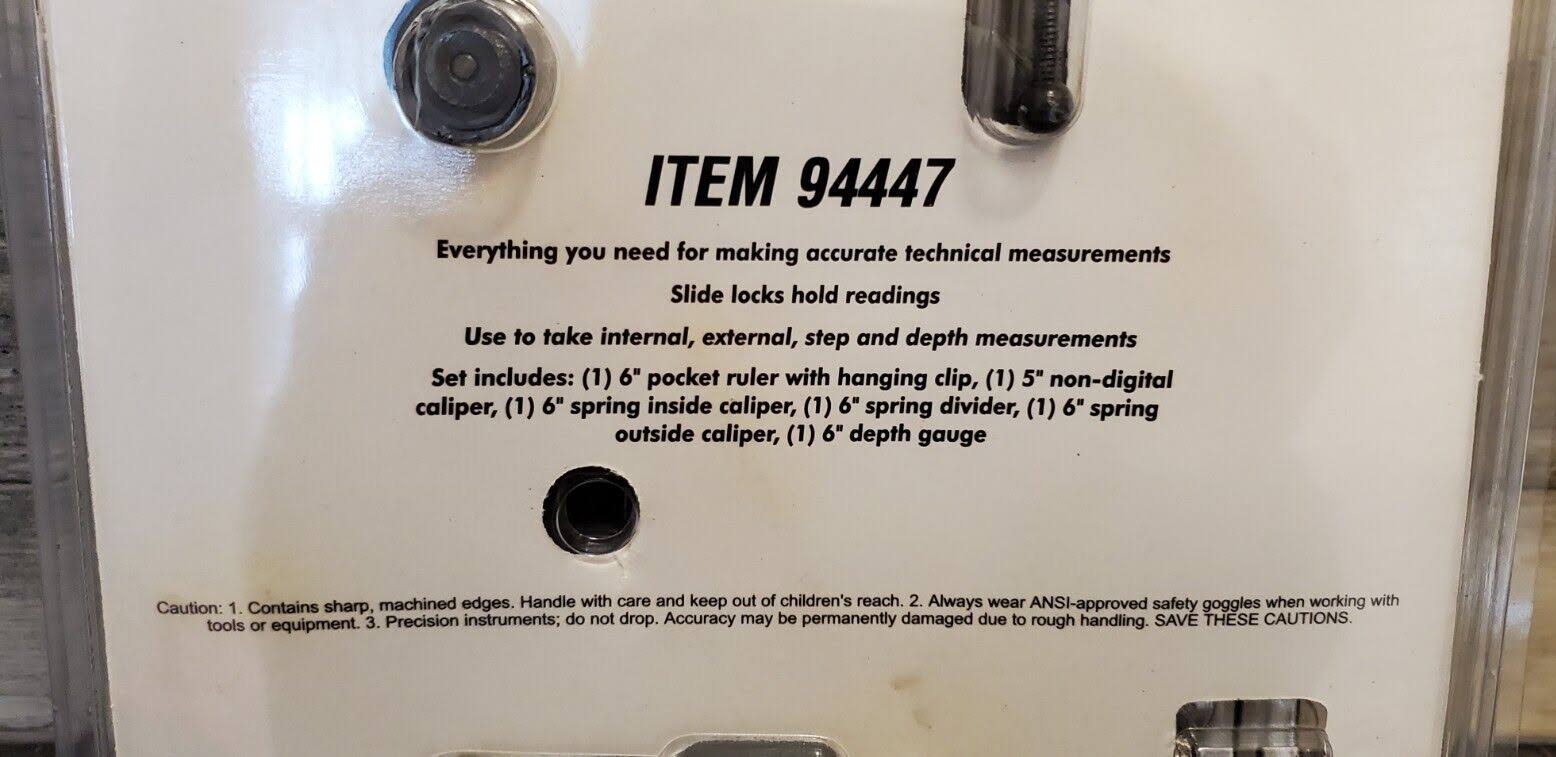 ITEM 94447
Everything you need for making accurate technical measurements
Slide locks hold readings
Use to take internal, external, step and depth measurements
Set includes: (1) 6" pocket ruler with hanging clip, (1) 5" non-digital
caliper, (1) 6" spring inside caliper, (1) 6" spring divider, (1) 6" spring
outside caliper, (1) 6" depth gauge
Caution: 1. Contains sharp, machined edges. Handle with care and keep out of children's reach. 2. Always wear ANSI-approved safety goggles when working with
tools or equipment. 3. Precision instruments; do not drop. Accuracy may be permanently damaged due to rough handling. SAVE THESE CAUTIONS.